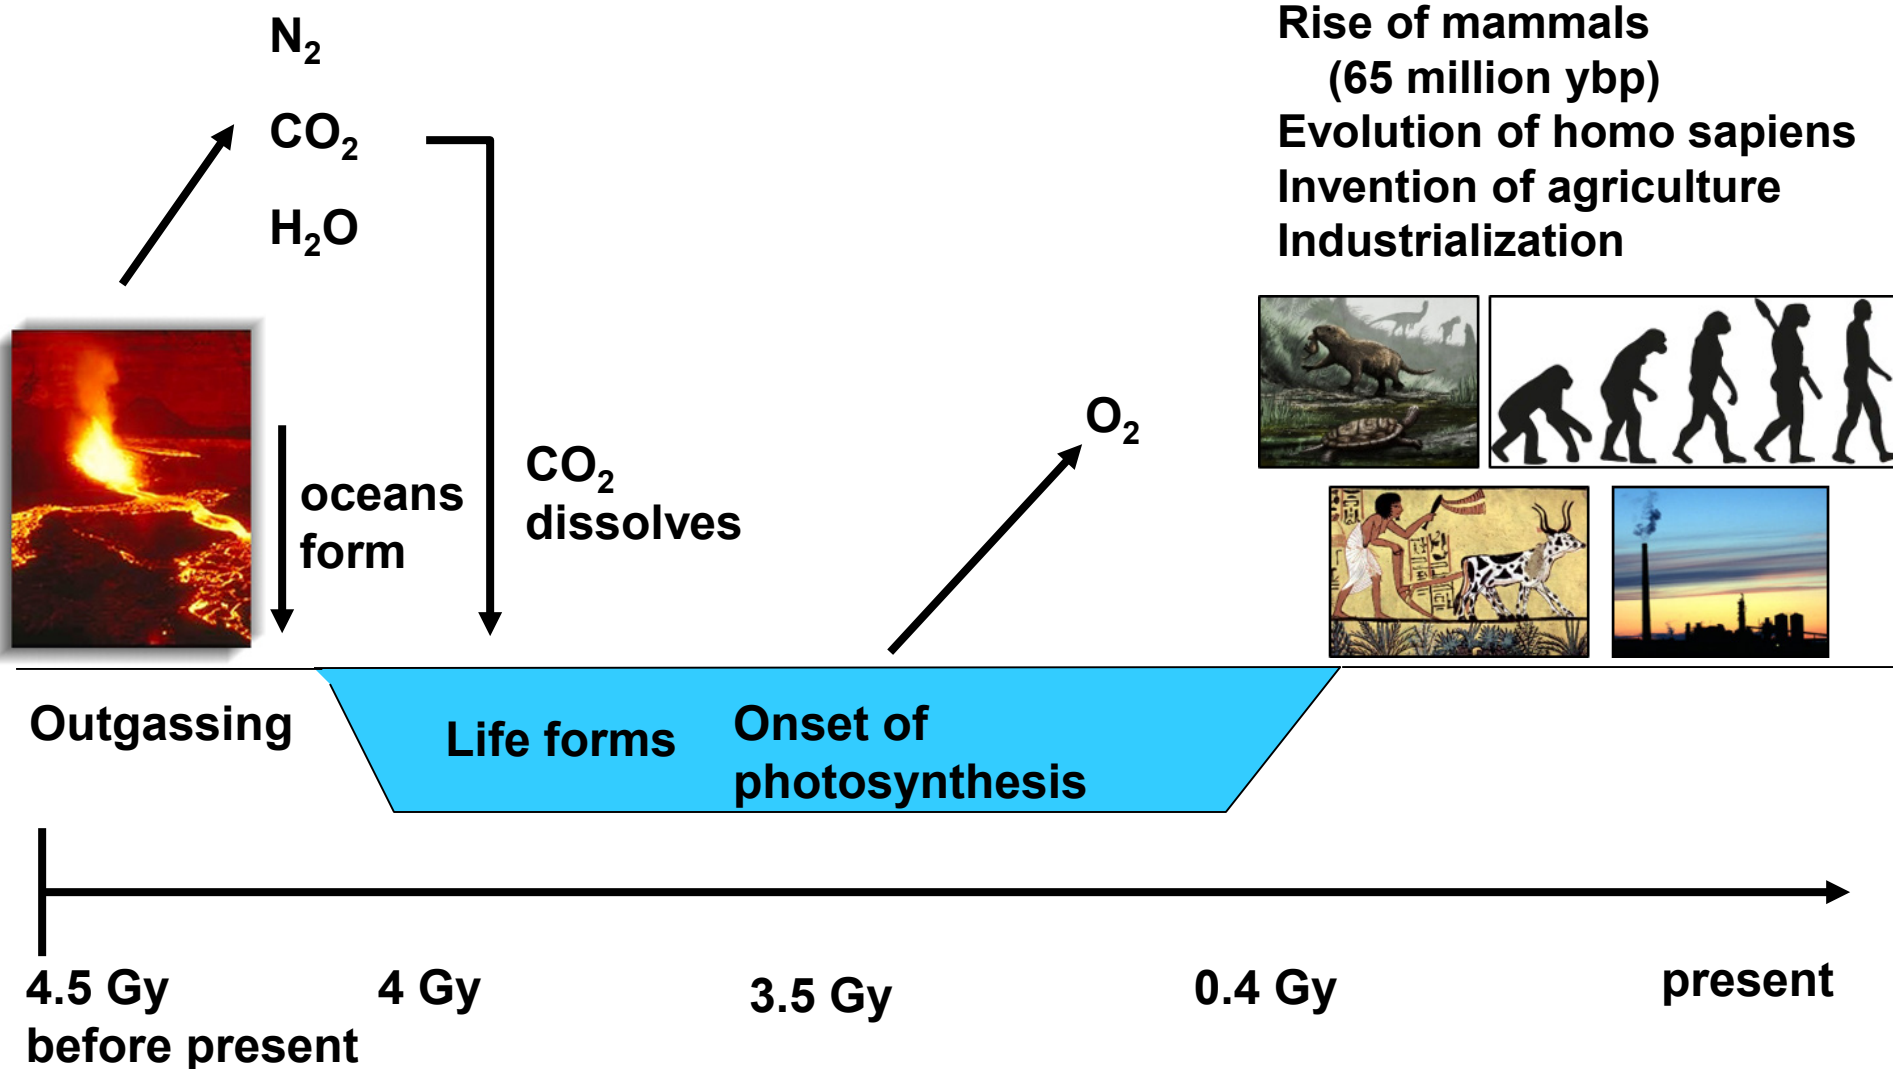 N₂
CO₂
H₂O
Rise of mammals
(65 million ybp)
Evolution of homo sapiens
Invention of agriculture
Industrialization
oceans
form
CO₂
dissolves
O₂
Outgassing
Life forms
Onset of
photosynthesis
4.5 Gy
before present
4 Gy
3.5 Gy
0.4 Gy
present